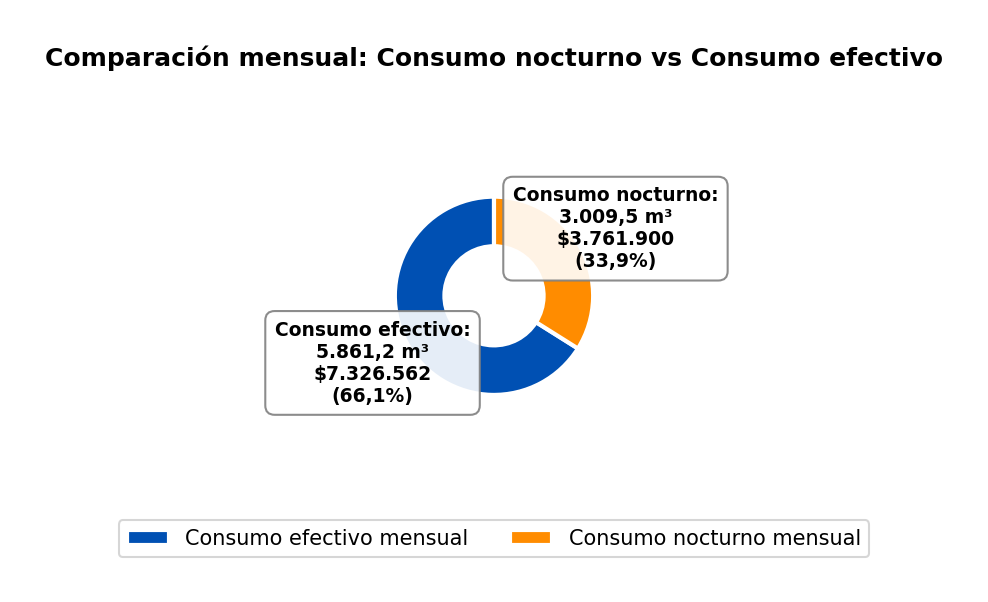 Comparación mensual: Consumo nocturno vs Consumo efectivo
Consumo nocturno:
3.009,5 m³
$3.761.900
(33,9%)
Consumo efectivo:
5.861,2 m³
$7.326.562
(66,1%)
Consumo efectivo mensual
Consumo nocturno mensual